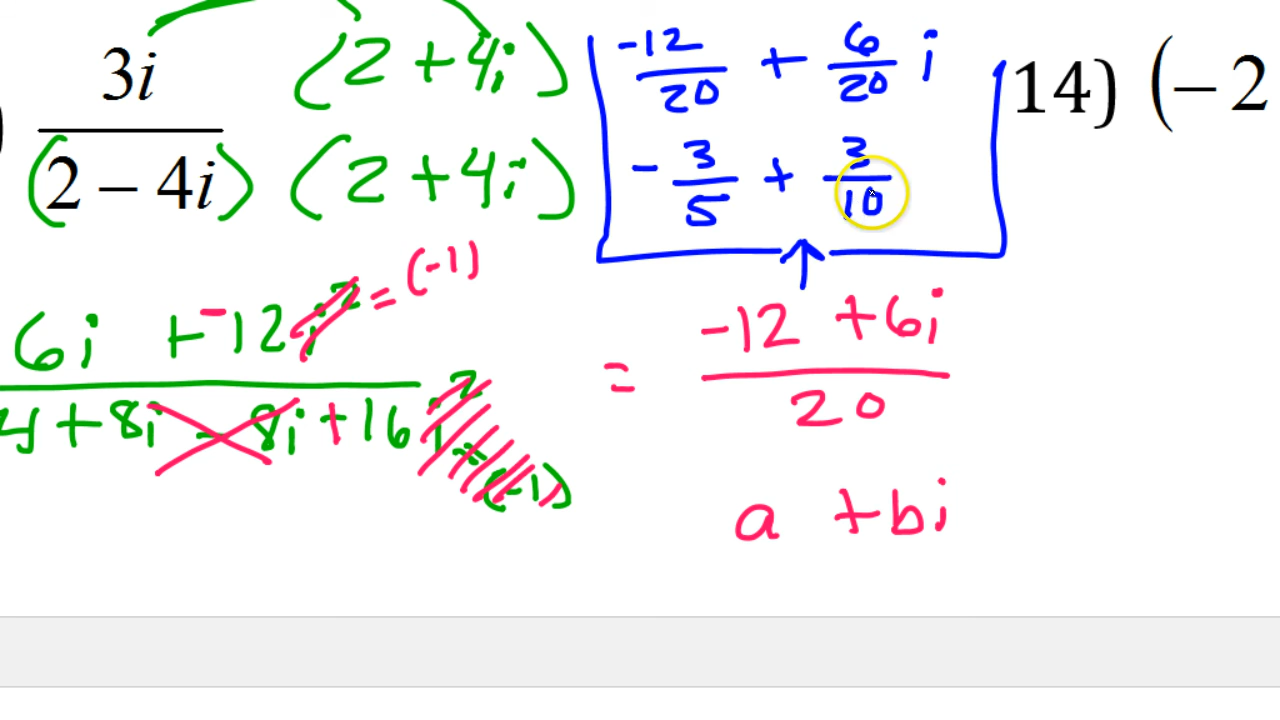 ) 3i (2 + 4i)
(2 – 4i) (2 + 4i)
-12/20 + 6/20 i
- 3/5 + 3/10
14) (– 2
6i + -12i² = (-1)
4 + 8i - 8i + 16i² (-1)
= -12 + 6i
20
a + bi